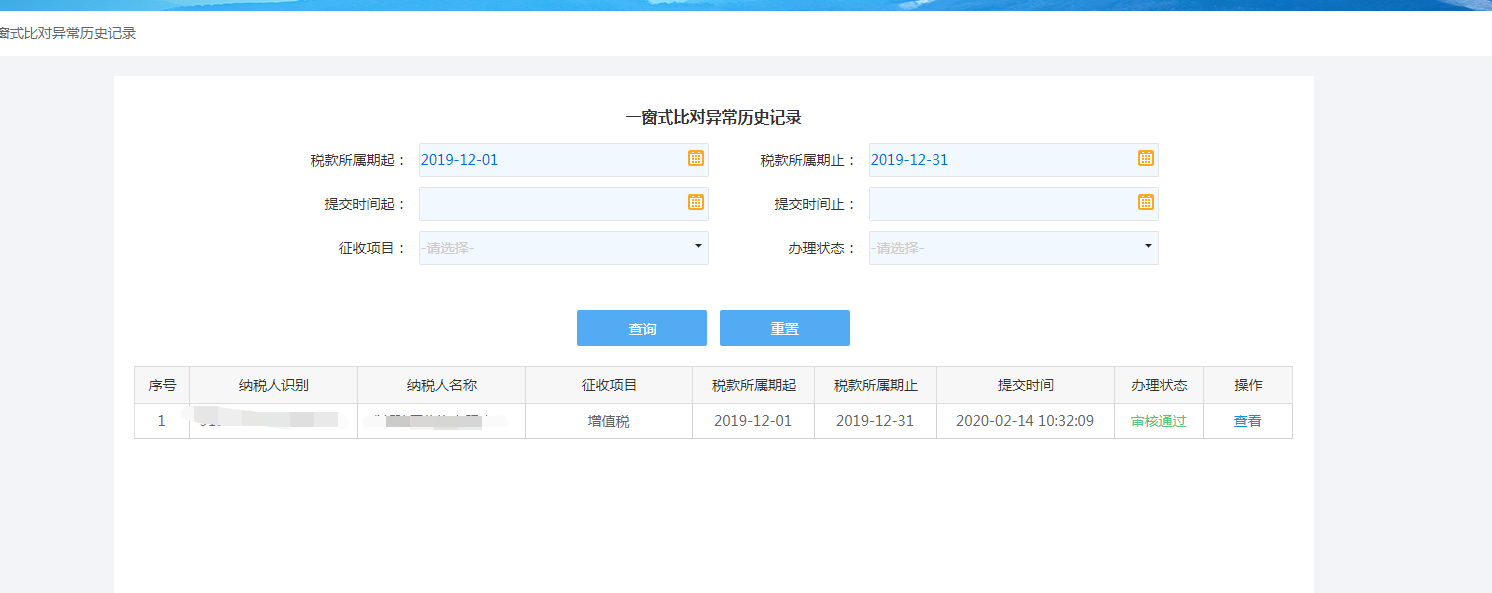 窗式比对异常历史记录
一窗式比对异常历史记录
税款所属期起： 2019-12-01 税款所属期止： 2019-12-31
提交时间起： 提交时间止：
征收项目： -请选择- 办理状态： -请选择-
查询 重置
序号 纳税人识别 纳税人名称 征收项目 税款所属期起 税款所属期止 提交时间 办理状态 操作
1 增值税 2019-12-01 2019-12-31 2020-02-14 10:32:09 审核通过 查看